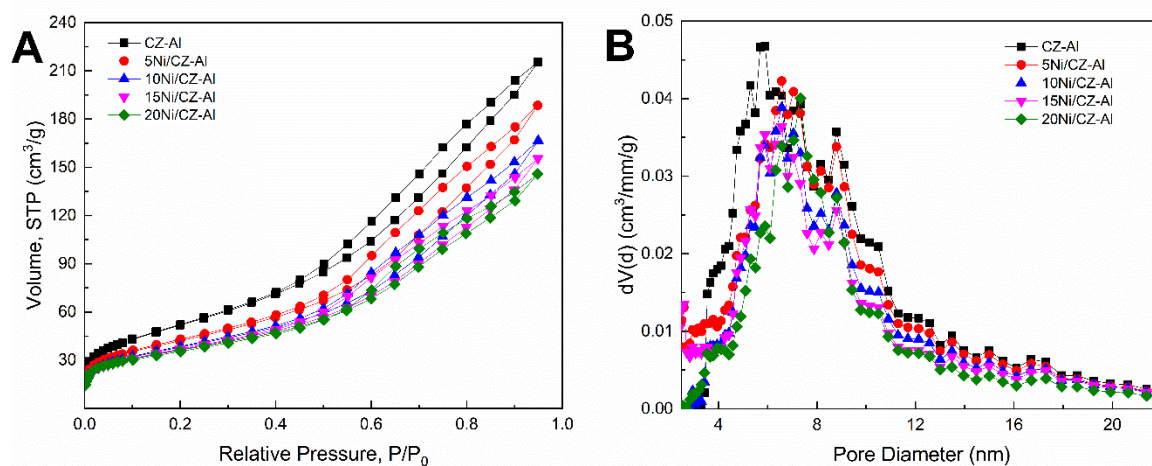 A
CZ-Al
5Ni/CZ-Al
10Ni/CZ-Al
15Ni/CZ-Al
20Ni/CZ-Al
Volume, STP (cm³/g)
240
210
180
150
120
90
60
30
0.0 0.2 0.4 0.6 0.8 1.0
Relative Pressure, P/P₀
B
CZ-Al
5Ni/CZ-Al
10Ni/CZ-Al
15Ni/CZ-Al
20Ni/CZ-Al
dV(d) (cm³/mm/g)
0.05
0.04
0.03
0.02
0.01
0.00
4 8 12 16 20
Pore Diameter (nm)